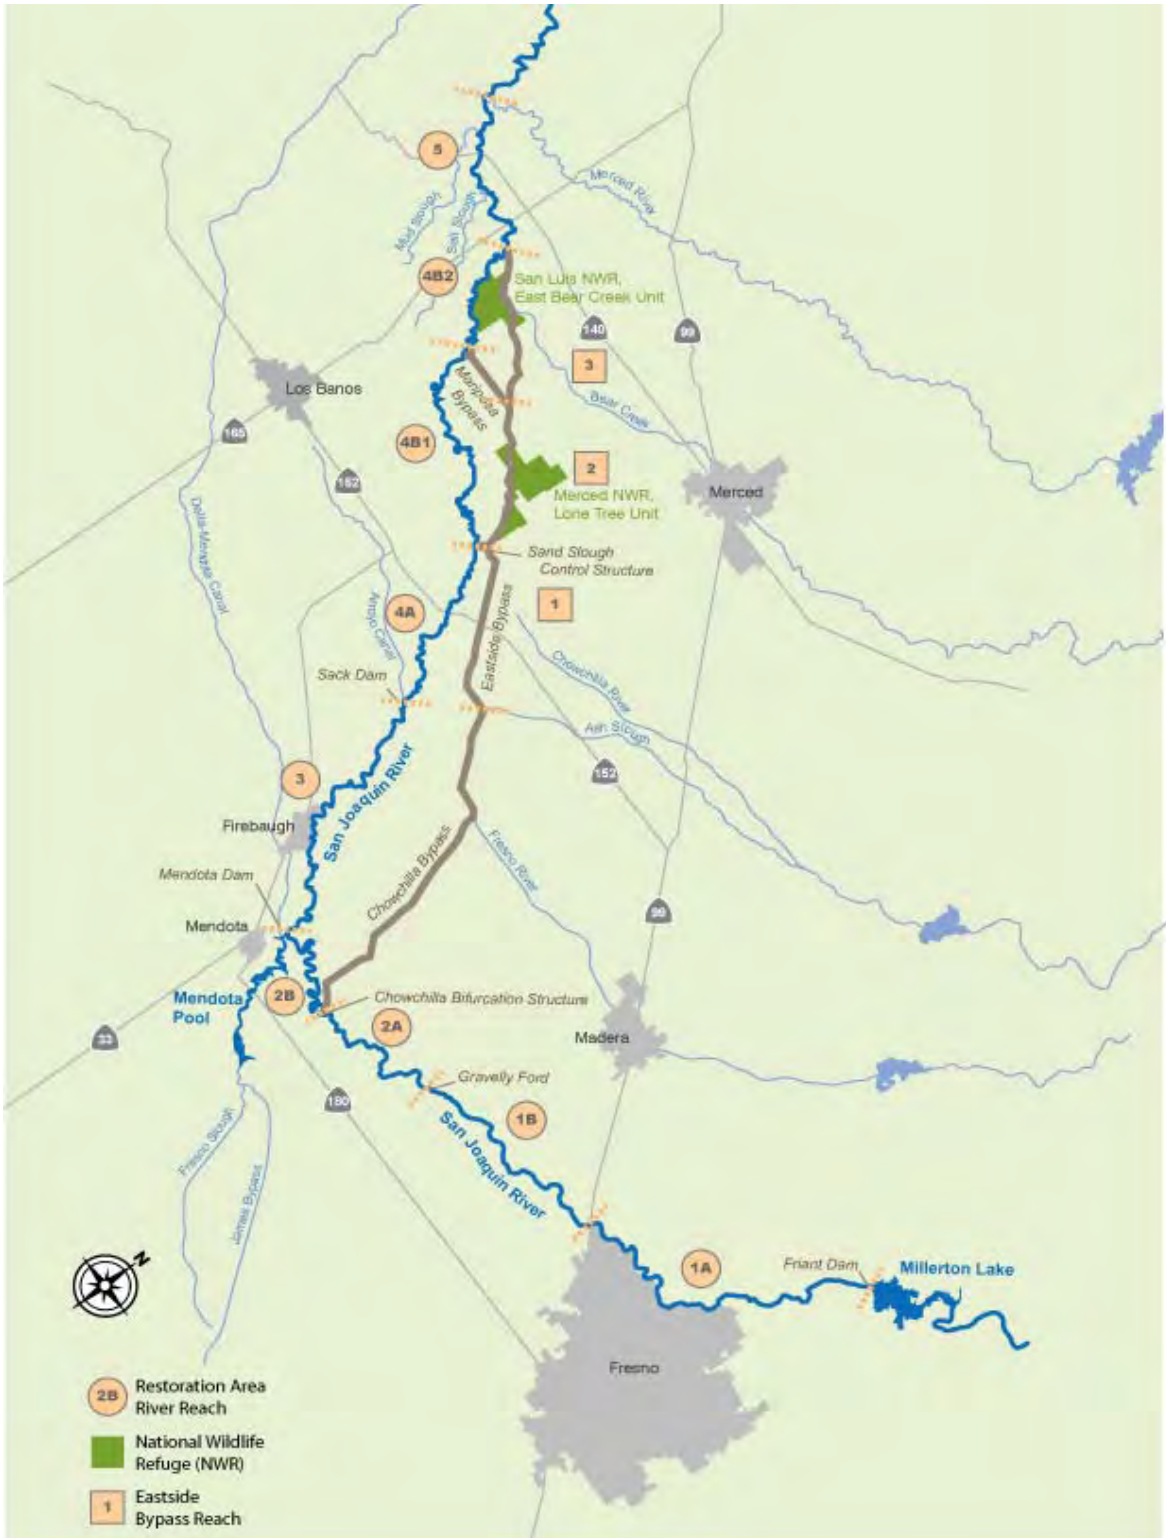 5
Merced River
Mud Slough
Salt Slough
4B2
San Luis NWR,
East Bear Creek Unit
140
99
3
Los Banos
Mariposa
Bypass
Bear Creek
165
4B1
2
152
Merced
Merced NWR,
Lone Tree Unit
Delta-Mendota Canal
Sand Slough
Control Structure
Arroyo Canal
4A
Eastside Bypass
1
Sack Dam
Chowchilla River
Ash Slough
3
152
San Joaquin River
Firebaugh
Chowchilla Bypass
Fresno River
Mendota Dam
99
Mendota
Mendota
Pool
2B
Chowchilla Bifurcation Structure
2A
33
Madera
Gravelly Ford
180
1B
San Joaquin River
Fresno Slough
James Bypass
N
1A
Friant Dam
Millerton Lake
Fresno
2B
Restoration Area
River Reach
National Wildlife
Refuge (NWR)
1
Eastside
Bypass Reach